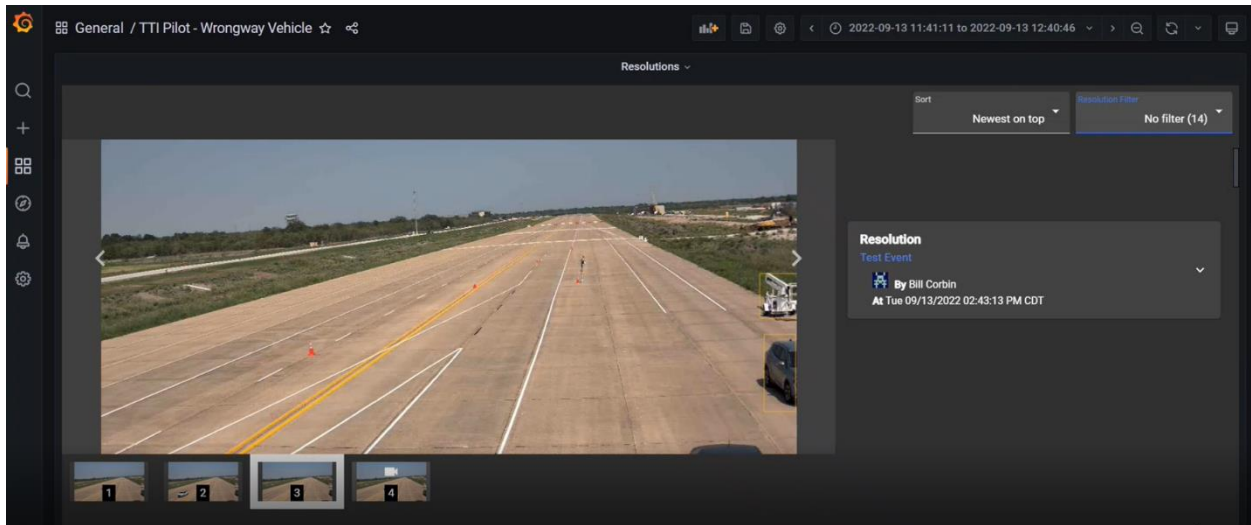 General / TTI Pilot - Wrongway Vehicle
2022-09-13 11:41:11 to 2022-09-13 12:40:46
Resolutions
Sort
Newest on top
Resolution Filter
No filter (14)
Resolution
Test Event
By Bill Corbin
At Tue 09/13/2022 02:43:13 PM CDT
1
2
3
4